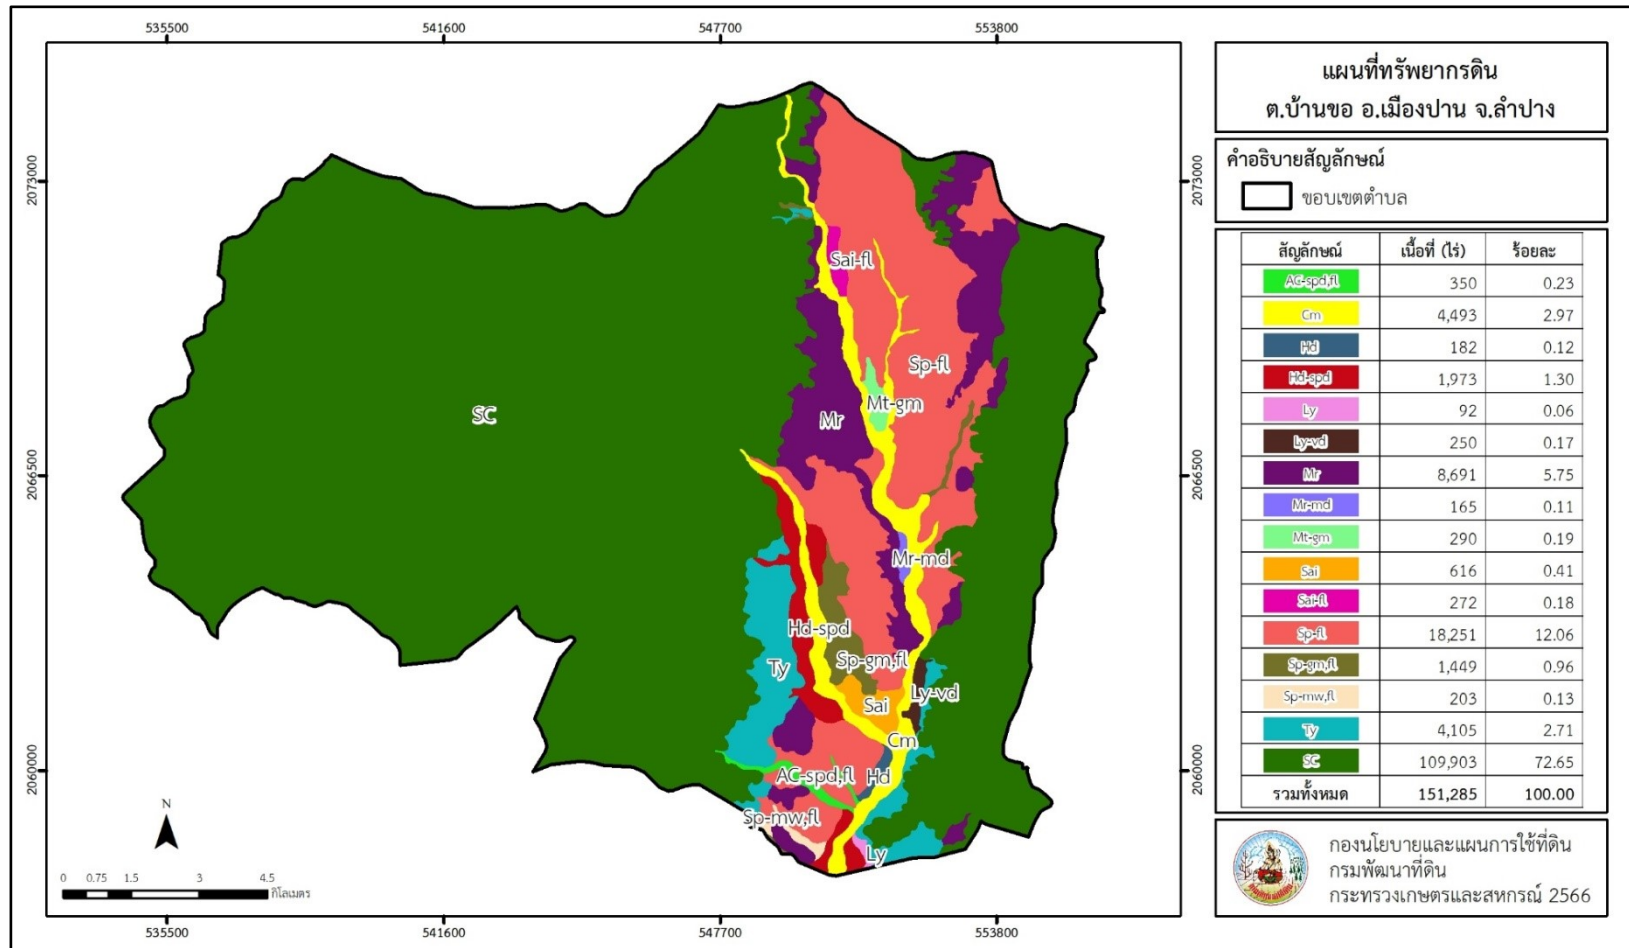 535500 541600 547700 553800
แผนที่ทรัพยากรดิน
ต.บ้านขอ อ.เมืองปาน จ.ลำปาง
คำอธิบายสัญลักษณ์
ขอบเขตตำบล
สัญลักษณ์ เนื้อที่ (ไร่) ร้อยละ
AC-spd,fl 350 0.23
Cm 4,493 2.97
Hd 182 0.12
Hd-spd 1,973 1.30
Ly 92 0.06
Ly-vd 250 0.17
Mr 8,691 5.75
Mr-md 165 0.11
Mt-gm 290 0.19
Sai 616 0.41
Sai-fl 272 0.18
Sp-fl 18,251 12.06
Sp-gm,fl 1,449 0.96
Sp-mw,fl 203 0.13
Ty 4,105 2.71
SC 109,903 72.65
รวมทั้งหมด 151,285 100.00
กองนโยบายและแผนการใช้ที่ดิน
กรมพัฒนาที่ดิน
กระทรวงเกษตรและสหกรณ์ 2566
2073000 2073000
Sai-fl
Sp-fl
Mt-gm
SC
Mr
2066500 2066500
Mr-md
Hd-spd
Sp-gm,fl
Ty
Ly-vd
Sai
Cm
2060000 2060000
AC-spd,fl
Hd
Sp-mw,fl
Ly
N
0 0.75 1.5 3 4.5
กิโลเมตร
535500 541600 547700 553800